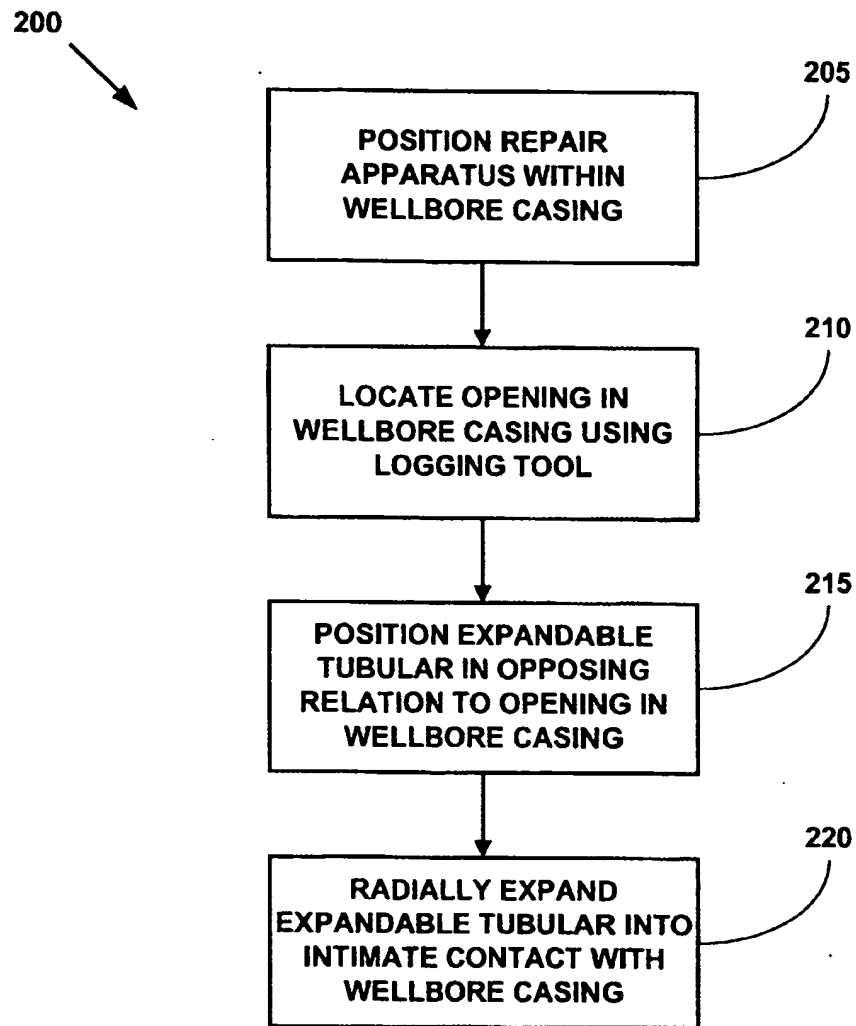 200
205
POSITION REPAIR
APPARATUS WITHIN
WELLBORE CASING
210
LOCATE OPENING IN
WELLBORE CASING USING
LOGGING TOOL
215
POSITION EXPANDABLE
TUBULAR IN OPPOSING
RELATION TO OPENING IN
WELLBORE CASING
220
RADIALLY EXPAND
EXPANDABLE TUBULAR INTO
INTIMATE CONTACT WITH
WELLBORE CASING